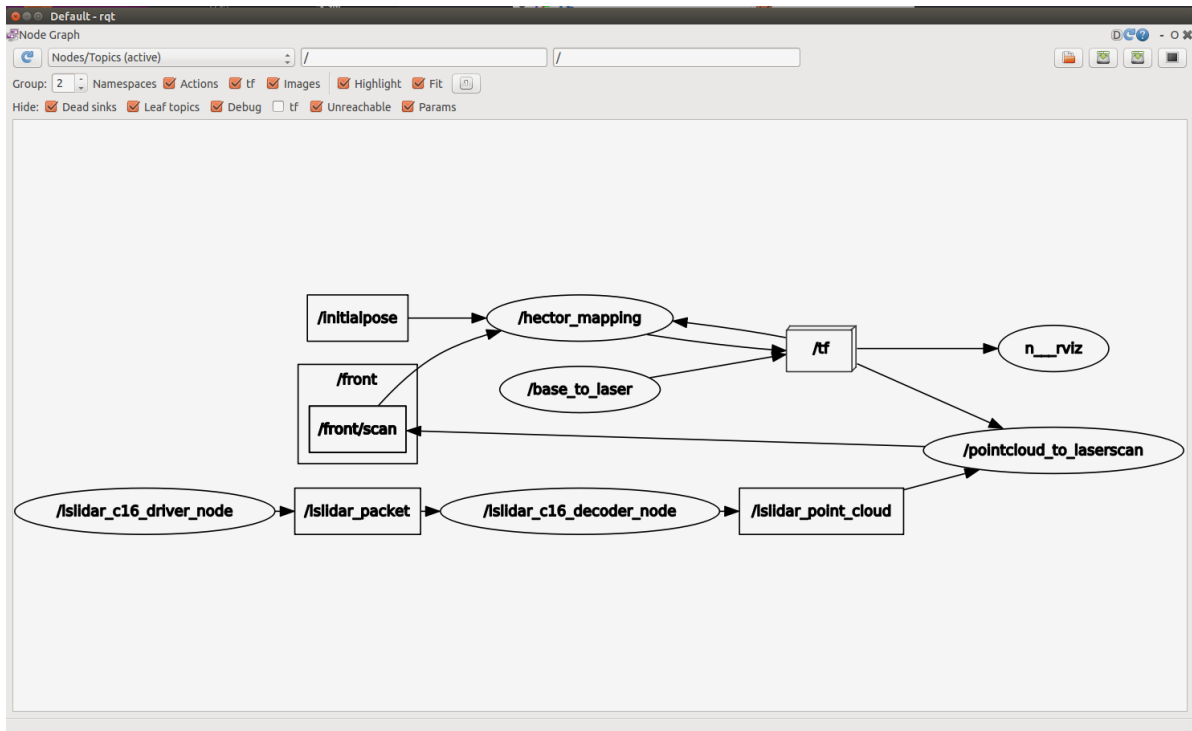 Default - rqt
Node Graph
D C ? - O ✖
Nodes/Topics (active) / /
Group: 2 Namespaces Actions tf Images Highlight Fit
Hide: Dead sinks Leaf topics Debug tf Unreachable Params
/initialpose
/hector_mapping
/tf
n___rviz
/front
/base_to_laser
/front/scan
/pointcloud_to_laserscan
/lslidar_c16_driver_node
/lslidar_packet
/lslidar_c16_decoder_node
/lslidar_point_cloud